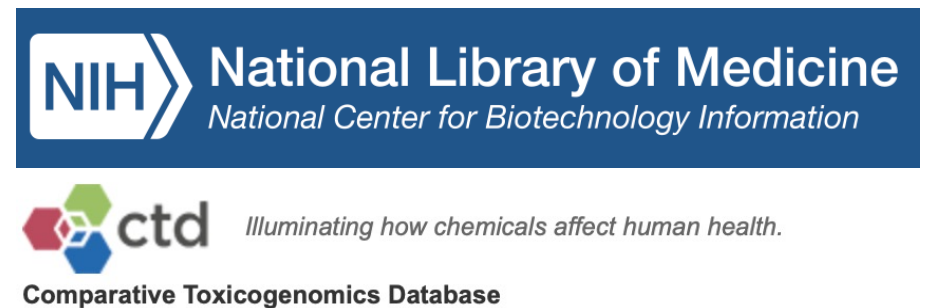 NIH
National Library of Medicine
National Center for Biotechnology Information
ctd
Illuminating how chemicals affect human health.
Comparative Toxicogenomics Database